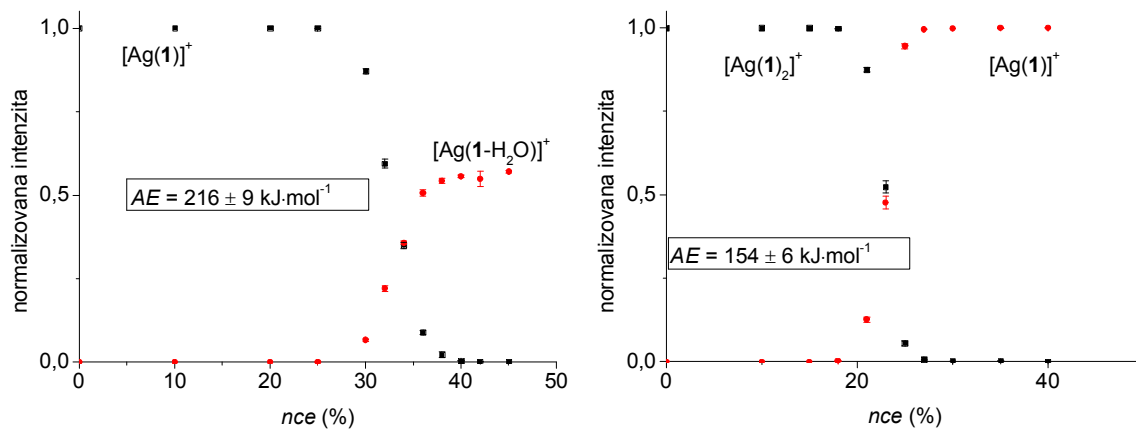 1,0
[Ag(1)]⁺
[Ag(1-H₂O)]⁺
0,5
AE = 216 ± 9 kJ·mol⁻¹
0,0
0 10 20 30 40 50
nce (%)
normalizovana intenzita
1,0
[Ag(1)₂]⁺ [Ag(1)]⁺
0,5
AE = 154 ± 6 kJ·mol⁻¹
0,0
0 20 40
nce (%)
normalizovana intenzita